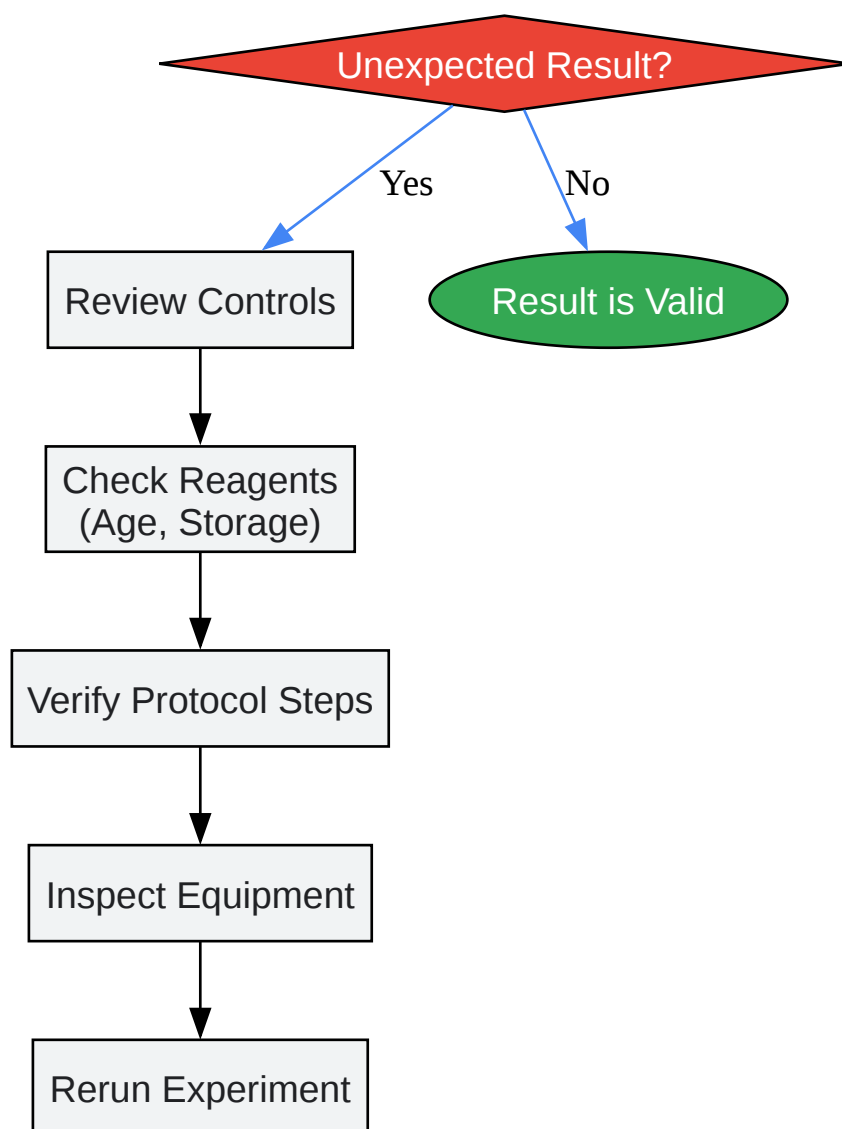 Unexpected Result?
Yes
No
Review Controls
Result is Valid
Check Reagents
(Age, Storage)
Verify Protocol Steps
Inspect Equipment
Rerun Experiment